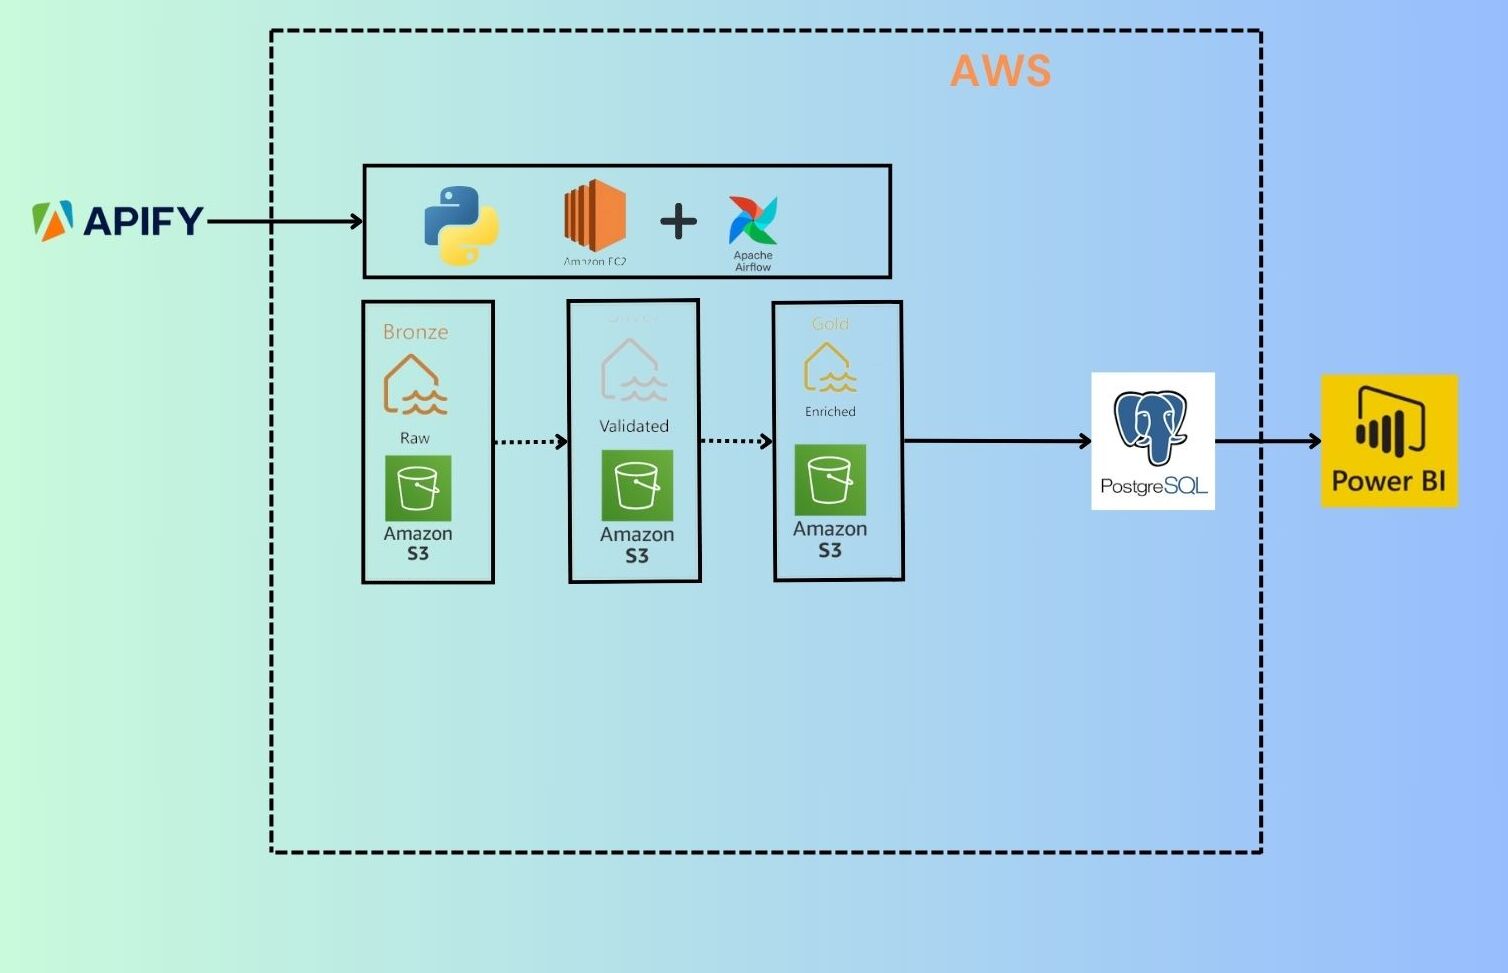 AWS
APIFY
Amazon EC2
Apache
Airflow
Bronze
Raw
Amazon
S3
Validated
Amazon
S3
Gold
Enriched
Amazon
S3
PostgreSQL
Power BI